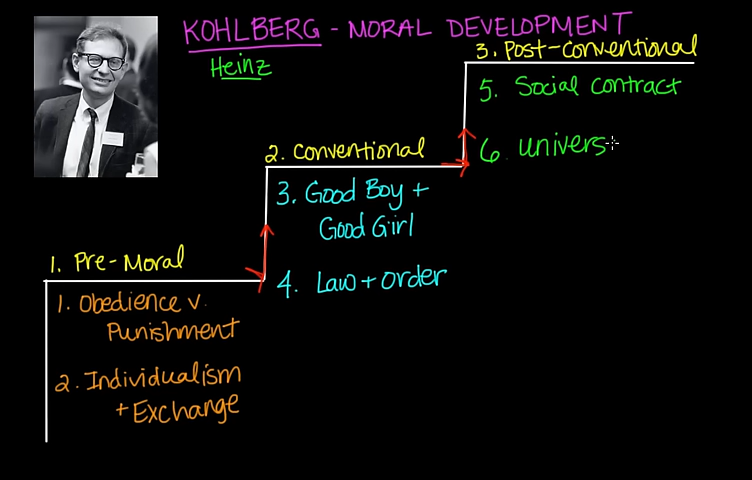 KOHLBERG - MORAL DEVELOPMENT
Heinz
3. Post-Conventional
5. Social contract
6. univers
2. Conventional
3. Good Boy +
Good Girl
4. Law + order
1. Pre-Moral
1. Obedience v.
Punishment
2. Individualism
+ Exchange